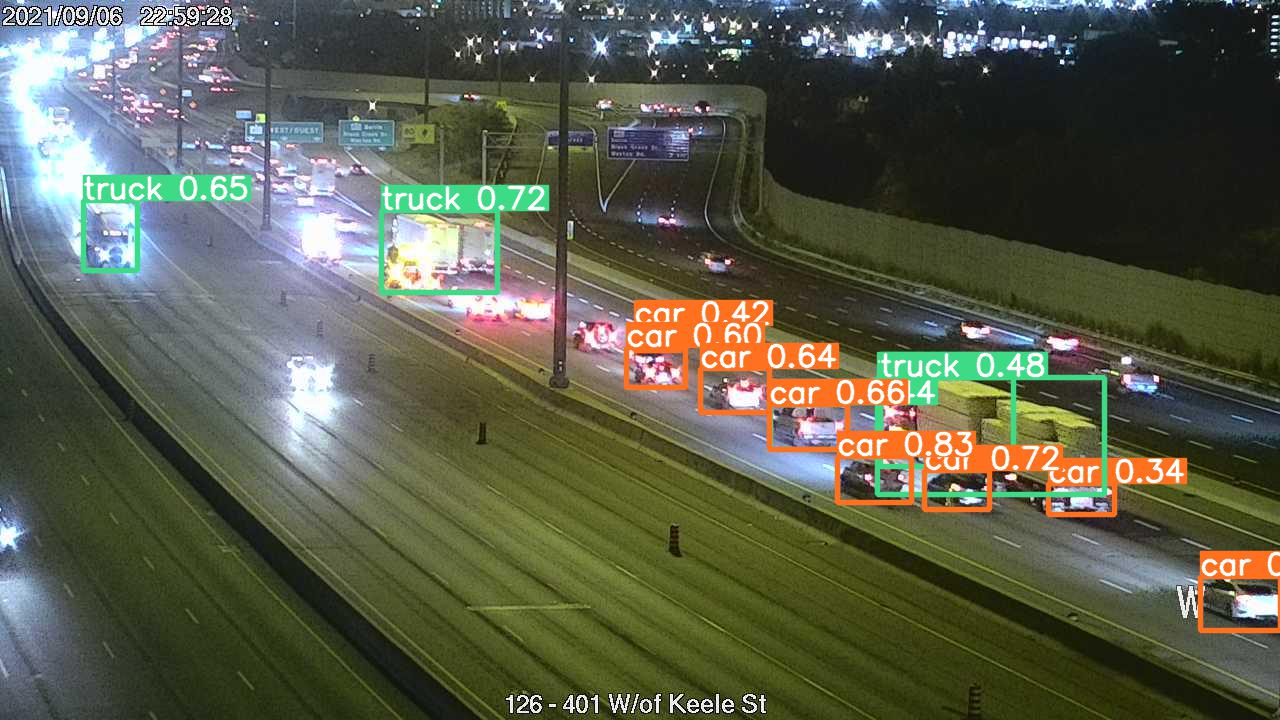 2021/09/06 22:59:28
WEST/OUEST
truck 0.65
truck 0.72
car 0.42
car 0.60
car 0.64
truck 0.48
car 0.66
car 0.83
car 0.72
car 0.34
car
W
126 - 401 W/of Keele St